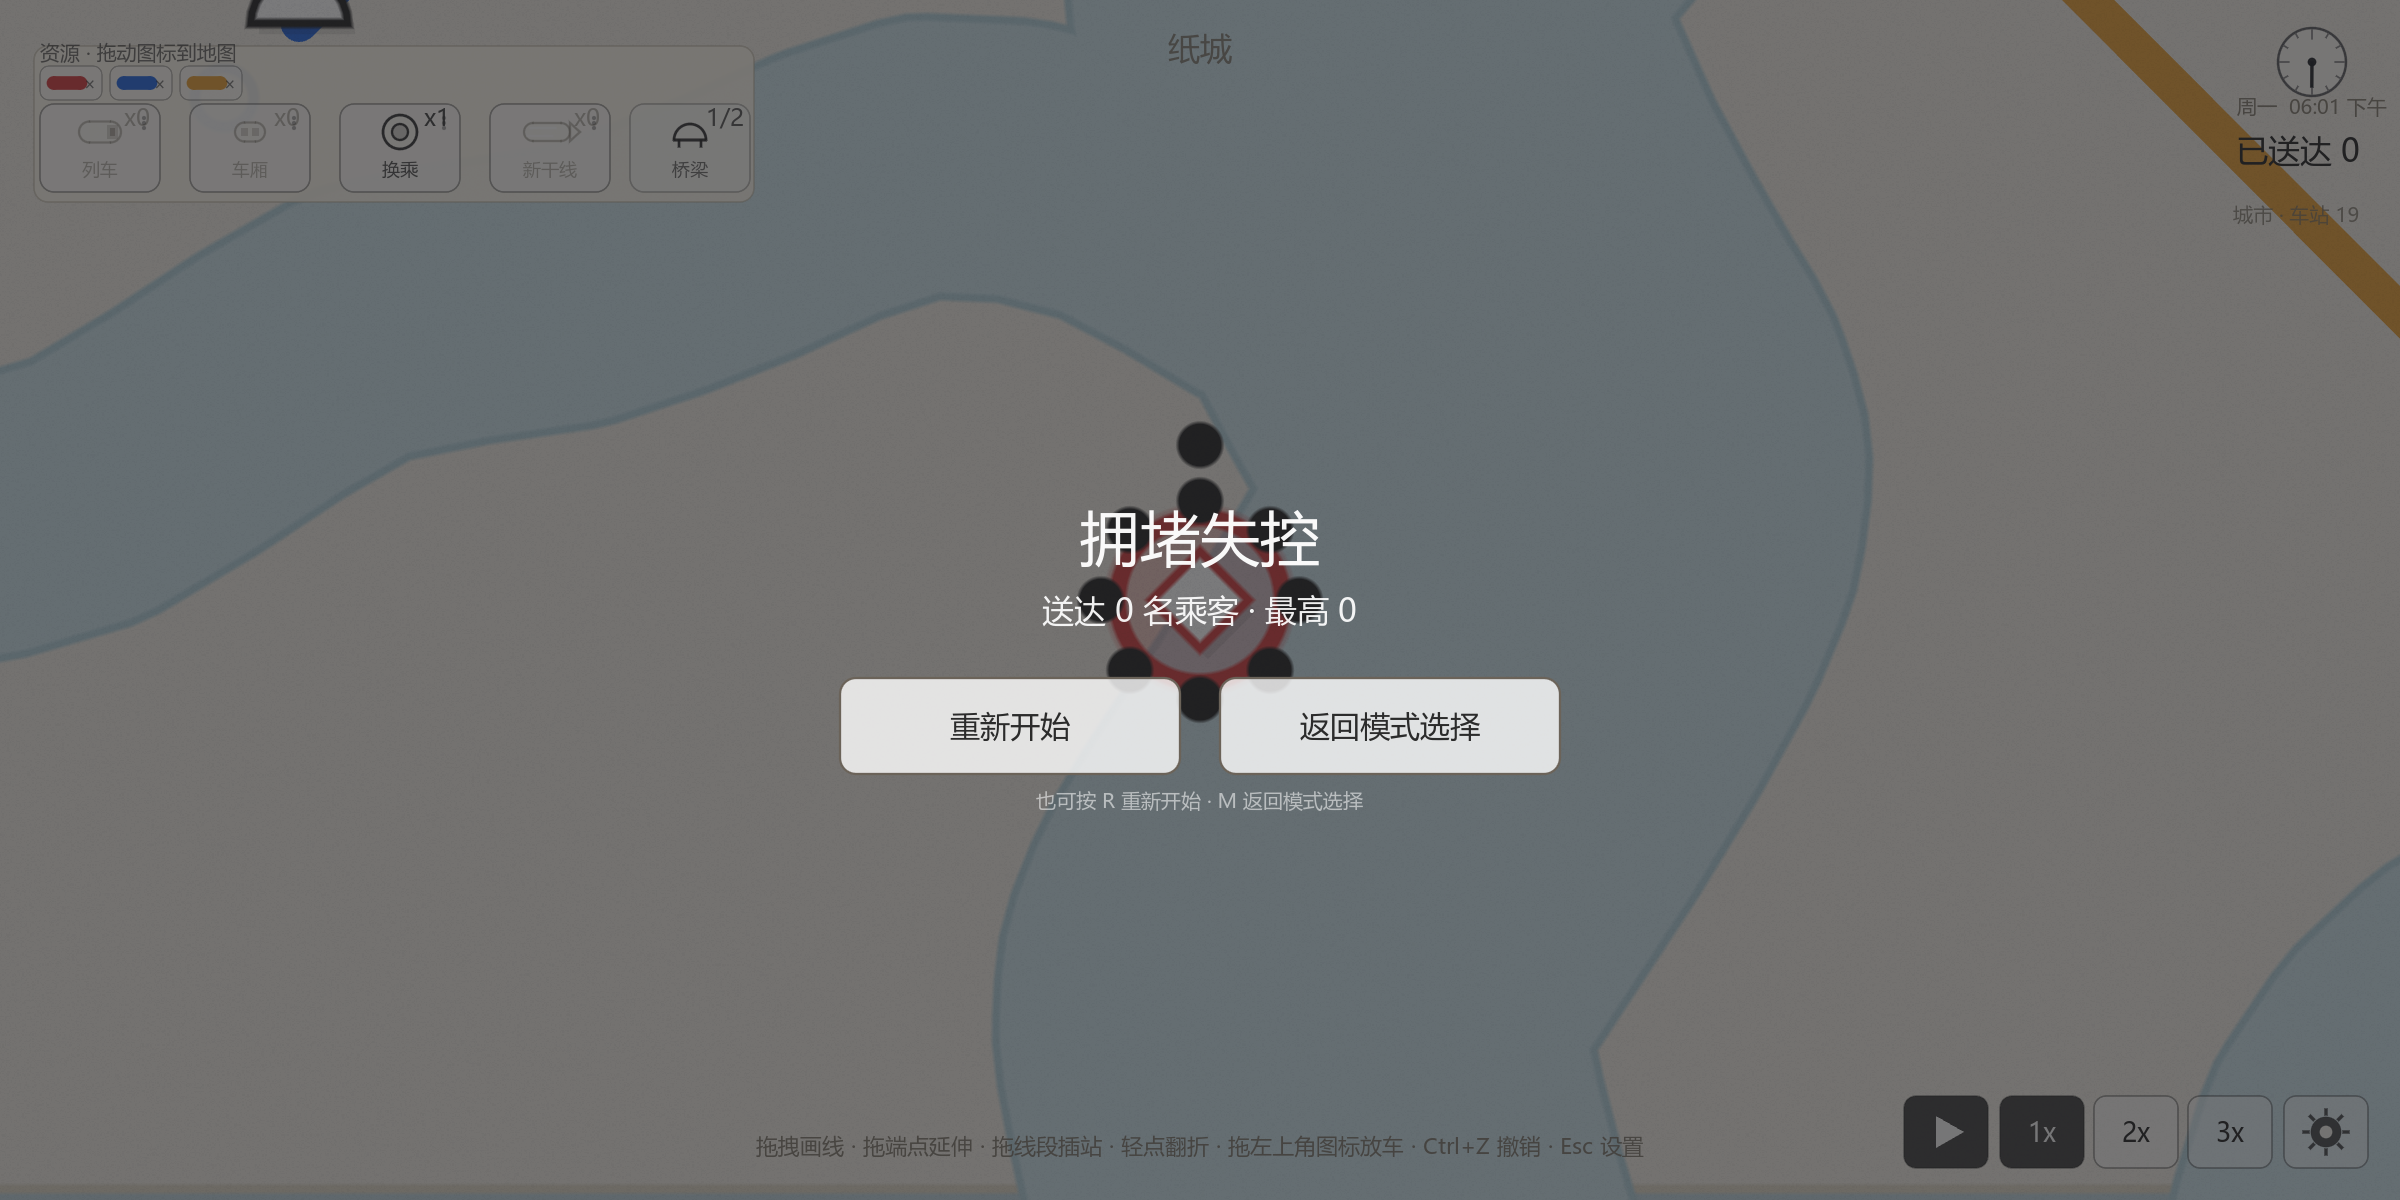 纸城
资源 · 拖动图标到地图
× × ×
x0 x0 x1 x0 1/2
列车 车厢 换乘 新干线 桥梁
周一 06:01 下午
已送达 0
城市 · 车站 19
拥堵失控
送达 0 名乘客 · 最高 0
重新开始 返回模式选择
也可按 R 重新开始 · M 返回模式选择
拖拽画线 · 拖端点延伸 · 拖线段插站 · 轻点翻折 · 拖左上角图标放车 · Ctrl+Z 撤销 · Esc 设置
1x 2x 3x